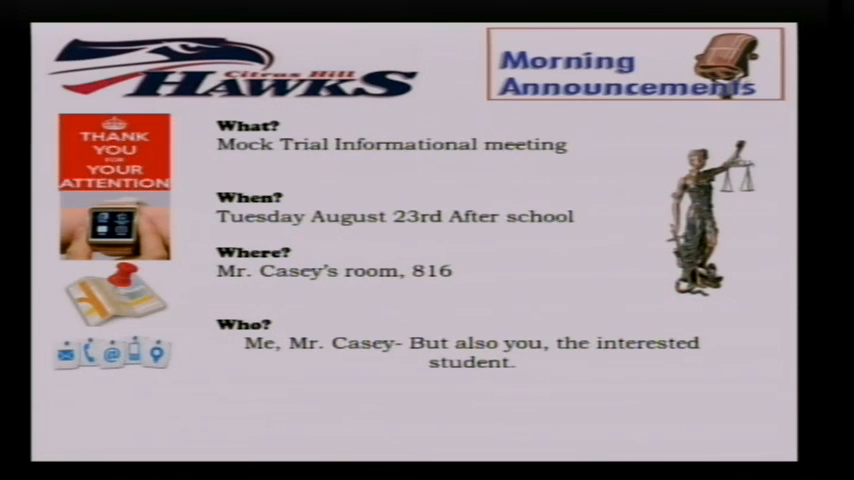 Citrus Hill
HAWKS
Morning
Announcements
THANK
YOU
FOR
YOUR
ATTENTION
What?
Mock Trial Informational meeting
When?
Tuesday August 23rd After school
Where?
Mr. Casey's room, 816
Who?
Me, Mr. Casey- But also you, the interested
student.